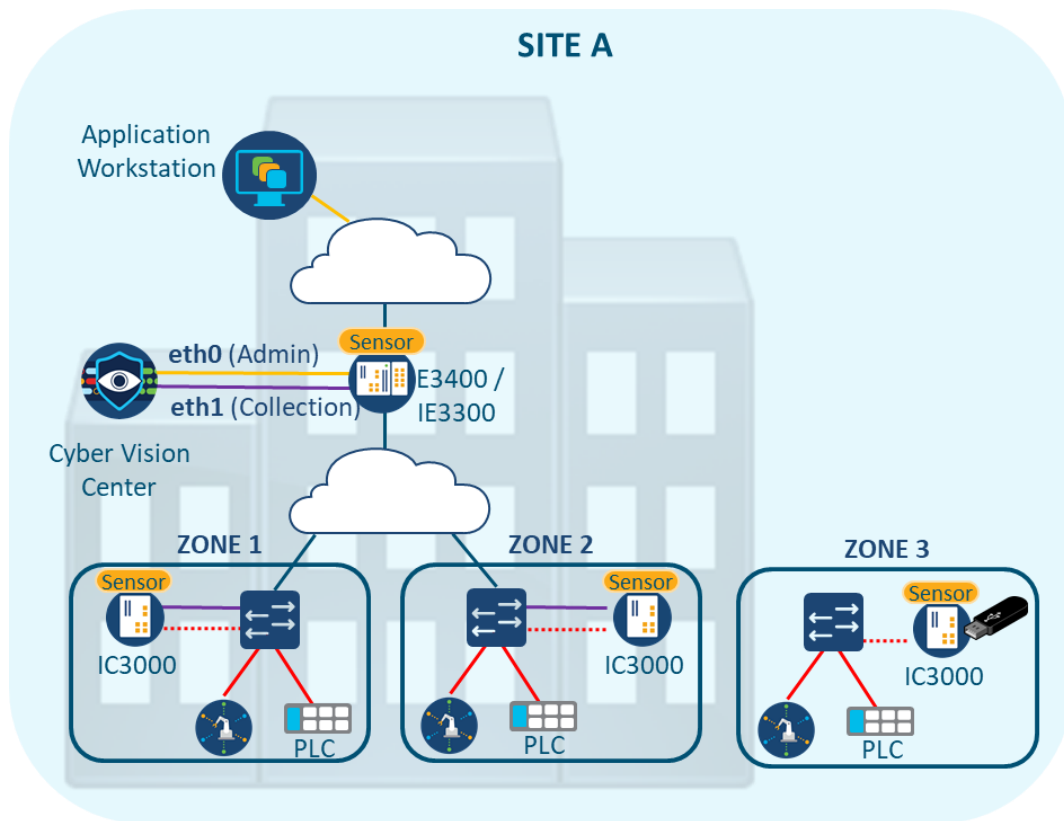 SITE A
Application
Workstation
Sensor
eth0 (Admin)
E3400 /
eth1 (Collection)
IE3300
Cyber Vision
Center
ZONE 1
ZONE 2
ZONE 3
Sensor
Sensor
Sensor
IC3000
IC3000
IC3000
PLC
PLC
PLC